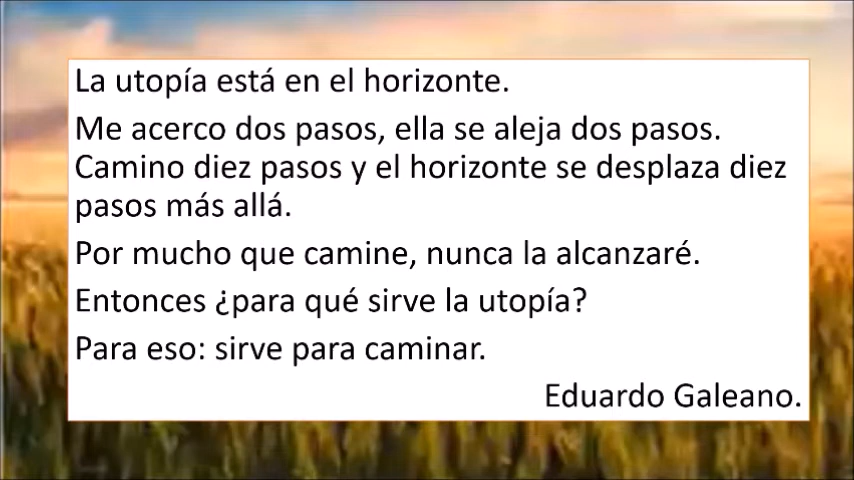 La utopía está en el horizonte.
Me acerco dos pasos, ella se aleja dos pasos.
Camino diez pasos y el horizonte se desplaza diez
pasos más allá.
Por mucho que camine, nunca la alcanzaré.
Entonces ¿para qué sirve la utopía?
Para eso: sirve para caminar.
Eduardo Galeano.